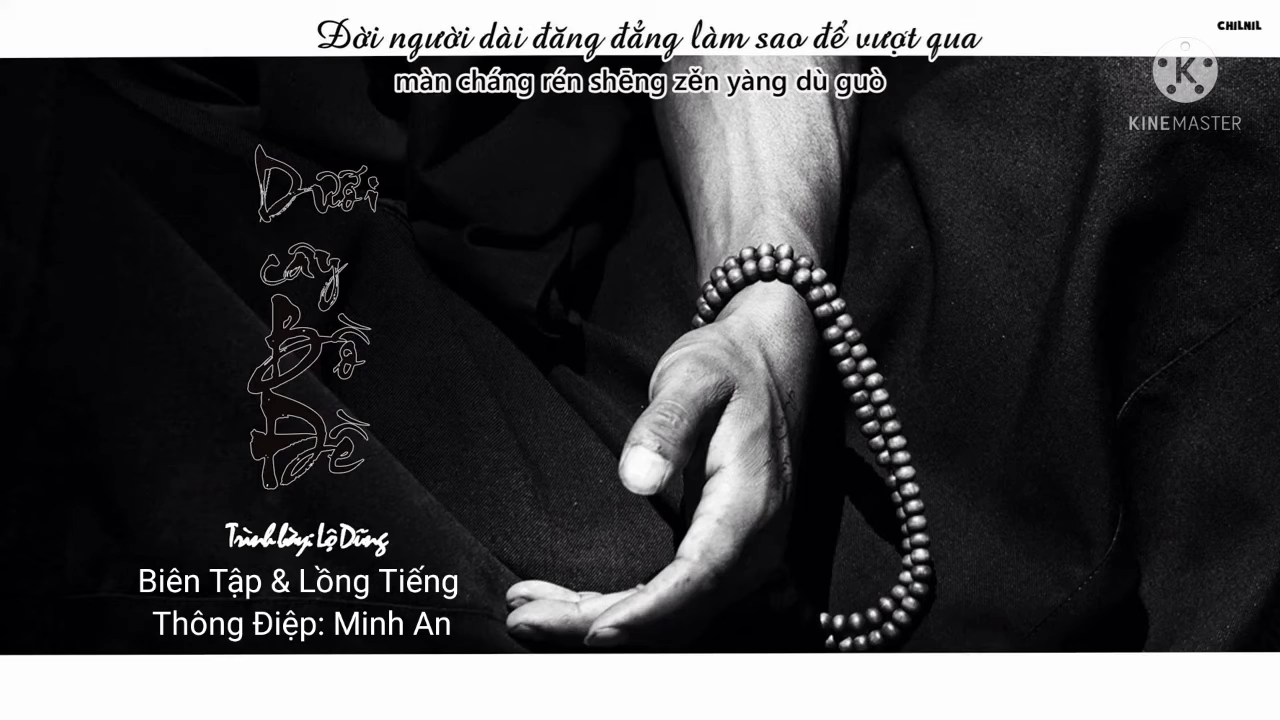 Đời người dài đăng đẳng làm sao để vượt qua
CHILNIL
màn cháng rén shēng zěn yàng dù guò
K
KINEMASTER
Dưới
cây
Bồ
Đề
Trình bày: Lộ Dũng
Biên Tập & Lồng Tiếng
Thông Điệp: Minh An